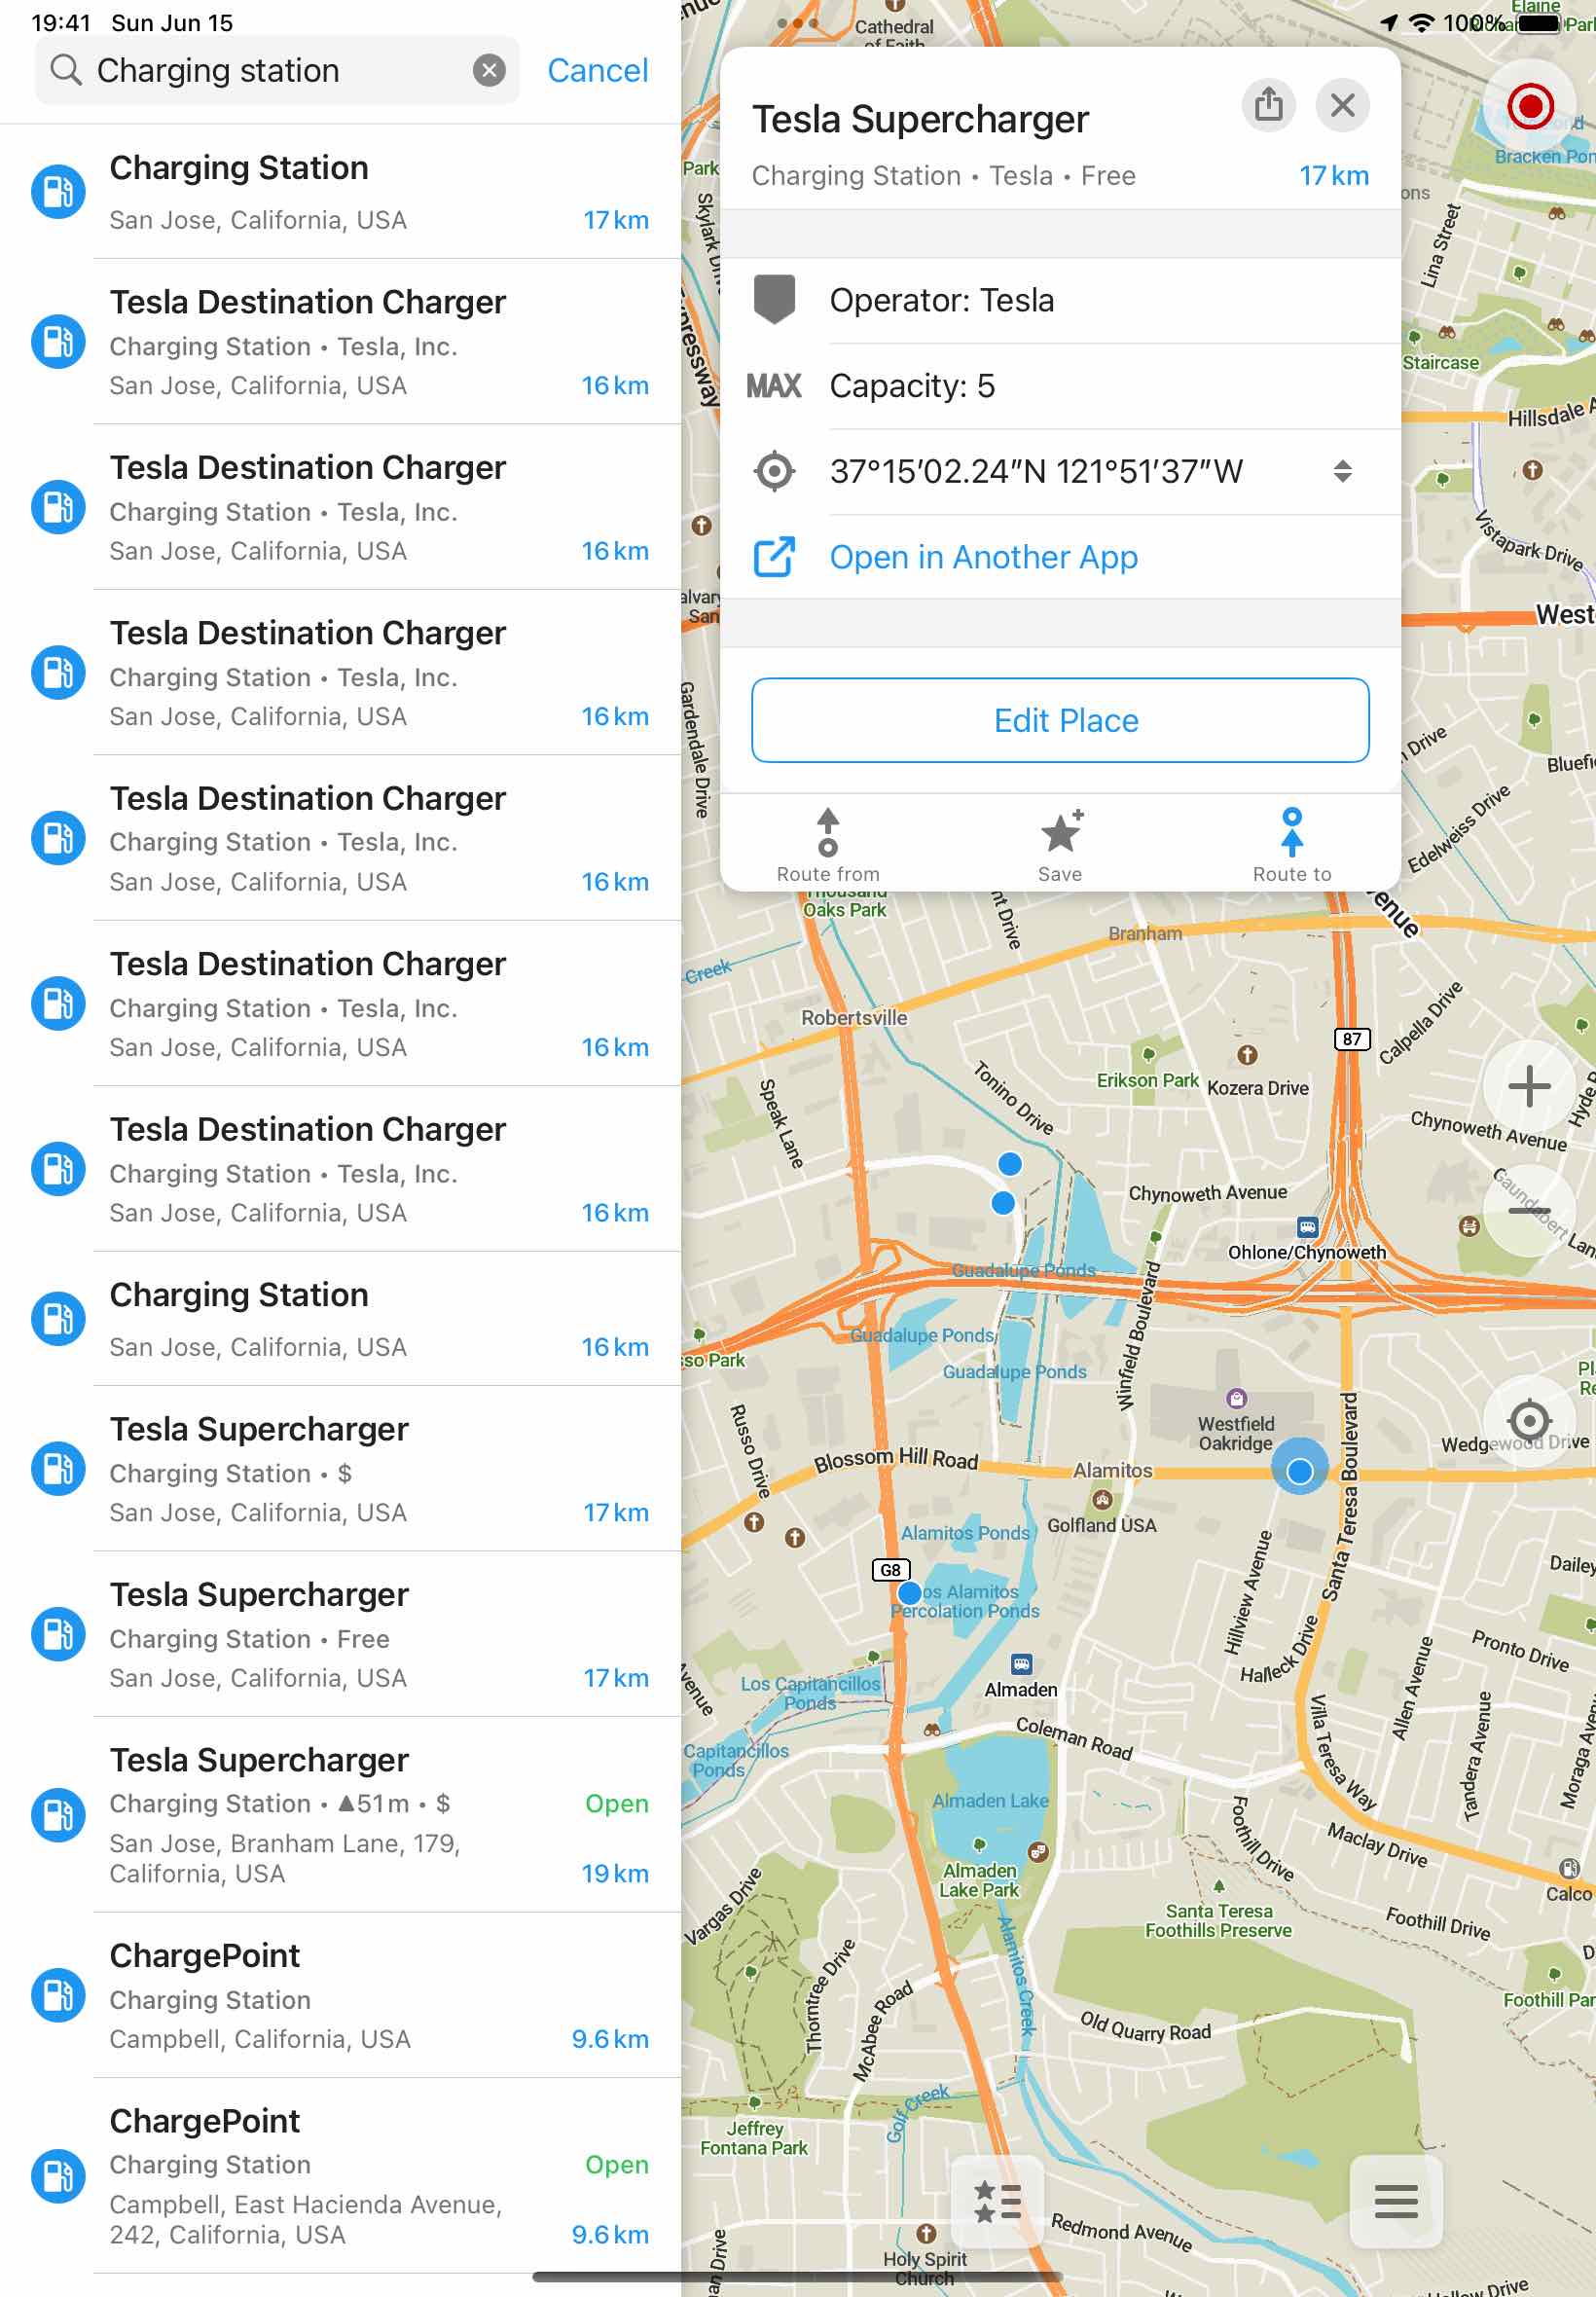 19:41 Sun Jun 15
100%
Charging station
Cancel
Charging Station
San Jose, California, USA
17 km
Tesla Destination Charger
Charging Station • Tesla, Inc.
San Jose, California, USA
16 km
Tesla Destination Charger
Charging Station • Tesla, Inc.
San Jose, California, USA
16 km
Tesla Destination Charger
Charging Station • Tesla, Inc.
San Jose, California, USA
16 km
Tesla Destination Charger
Charging Station • Tesla, Inc.
San Jose, California, USA
16 km
Tesla Destination Charger
Charging Station • Tesla, Inc.
San Jose, California, USA
16 km
Tesla Destination Charger
Charging Station • Tesla, Inc.
San Jose, California, USA
16 km
Charging Station
San Jose, California, USA
16 km
Tesla Supercharger
Charging Station • $
San Jose, California, USA
17 km
Tesla Supercharger
Charging Station • Free
San Jose, California, USA
17 km
Tesla Supercharger
Charging Station • ▲51 m • $
Open
San Jose, Branham Lane, 179,
California, USA
19 km
ChargePoint
Charging Station
Campbell, California, USA
9.6 km
ChargePoint
Charging Station
Open
Campbell, East Hacienda Avenue,
242, California, USA
9.6 km
Tesla Supercharger
Charging Station • Tesla • Free
17 km
Operator: Tesla
MAX
Capacity: 5
37°15′02.24″N 121°51′37″W
Open in Another App
Edit Place
Route from
Save
Route to
Cathedral
of Faith
Elaine
Bracken
Park
Lina Street
Staircase
Hillsdale
Vistapark Drive
West
Gardendale Drive
Edelweiss Drive
Oaks Park
Branham
Creek
Robertsville
87
Calpella Drive
Speak Lane
Tonino Drive
Erikson Park
Kozera Drive
Chynoweth Avenue
Chynoweth Avenue
Ohlone/Chynoweth
Guadalupe Ponds
Guadalupe Ponds
Guadalupe Ponds
Winfield Boulevard
Westfield
Oakridge
Santa Teresa Boulevard
Wedgewood Drive
Russo Drive
Blossom Hill Road
Alamitos
Golfland USA
Alamitos Ponds
G8
os Alamitos
Percolation Ponds
Hillview Avenue
Halleck Drive
Dailey
Pronto Drive
Los Capitancillos
Ponds
Almaden
Capitancillos
Ponds
Coleman Road
Villa Teresa Way
Allen Avenue
Tandera Avenue
Moraga
Almaden Lake
Almaden
Lake Park
Foothill Drive
Maclay Drive
Calco
Vargas Drive
Santa Teresa
Foothills Preserve
Foothill Drive
Alamitos Creek
Thorntree Drive
McAbee Road
Old Quarry Road
Foothill
Golf Creek
Jeffrey
Fontana Park
Redmond Avenue
Holy Spirit
Church
Drive